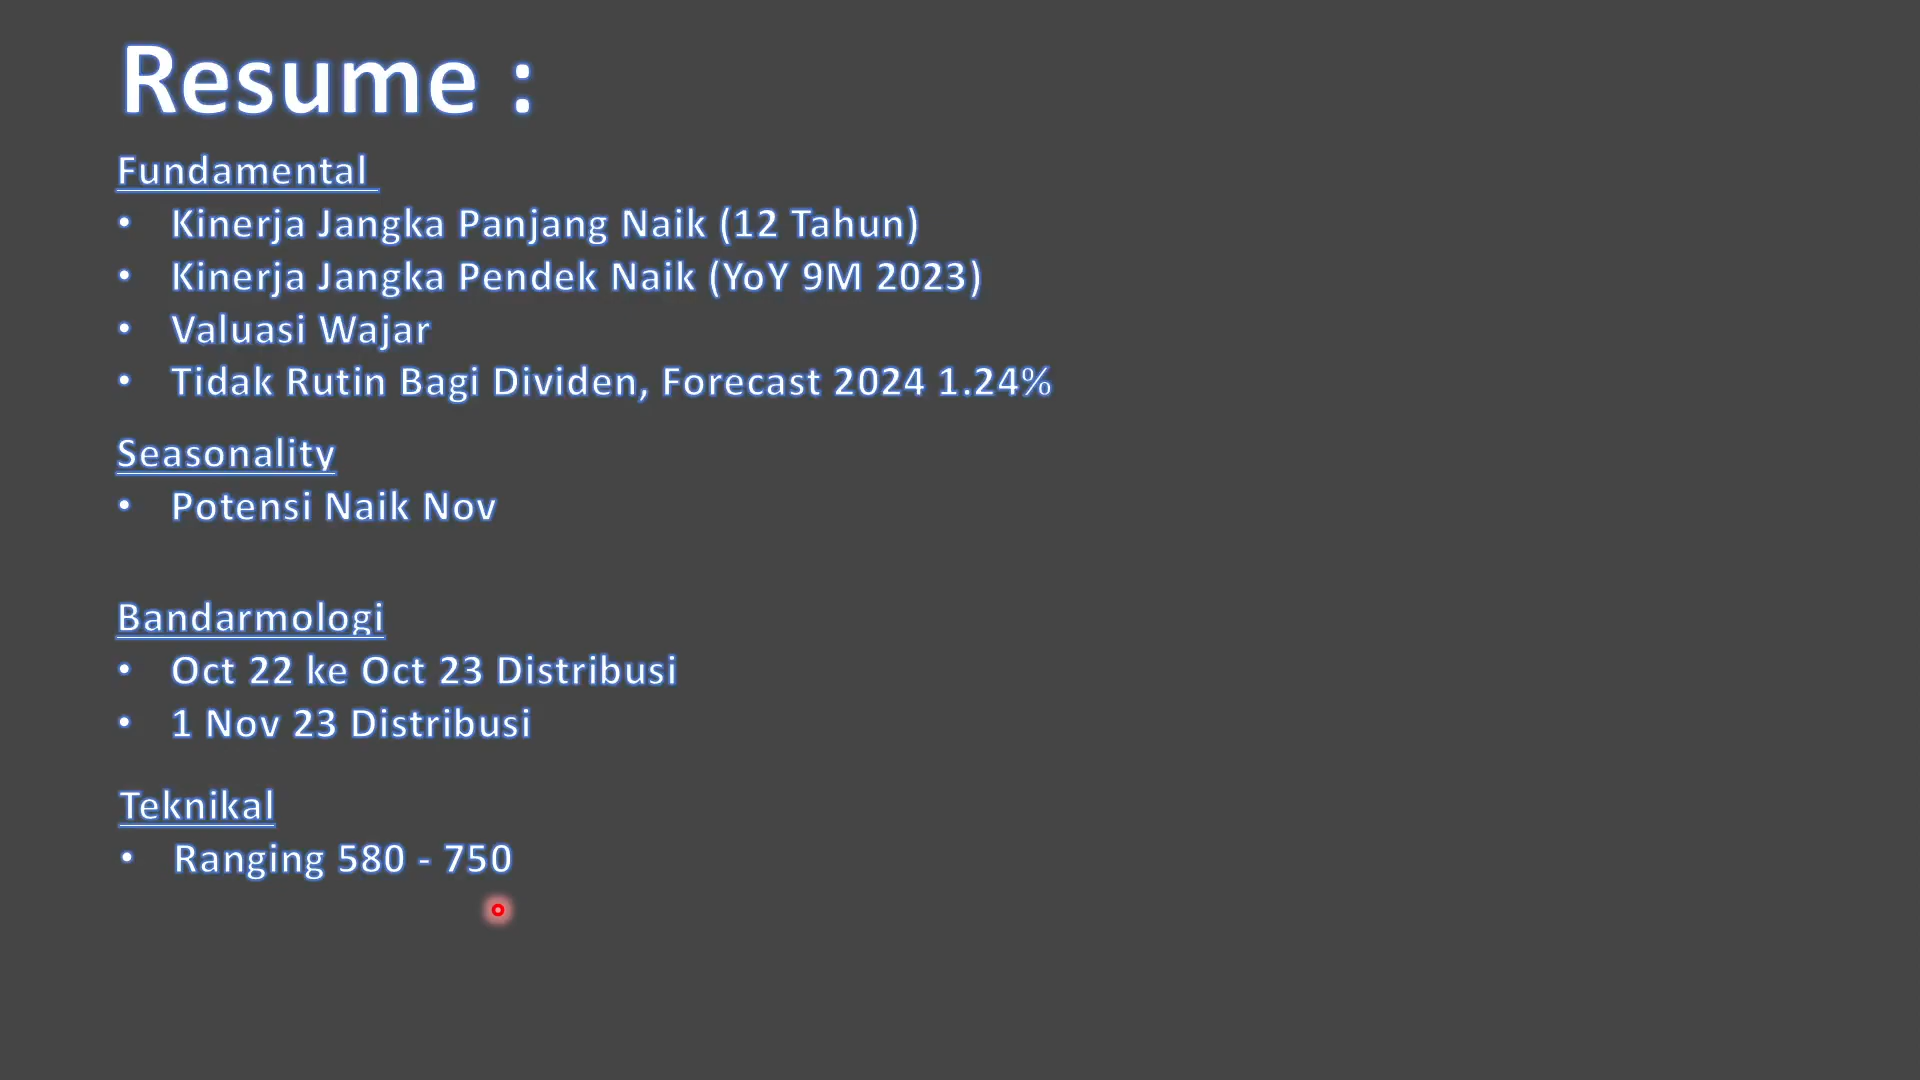 Resume :
Fundamental
• Kinerja Jangka Panjang Naik (12 Tahun)
• Kinerja Jangka Pendek Naik (YoY 9M 2023)
• Valuasi Wajar
• Tidak Rutin Bagi Dividen, Forecast 2024 1.24%
Seasonality
• Potensi Naik Nov
Bandarmologi
• Oct 22 ke Oct 23 Distribusi
• 1 Nov 23 Distribusi
Teknikal
• Ranging 580 - 750